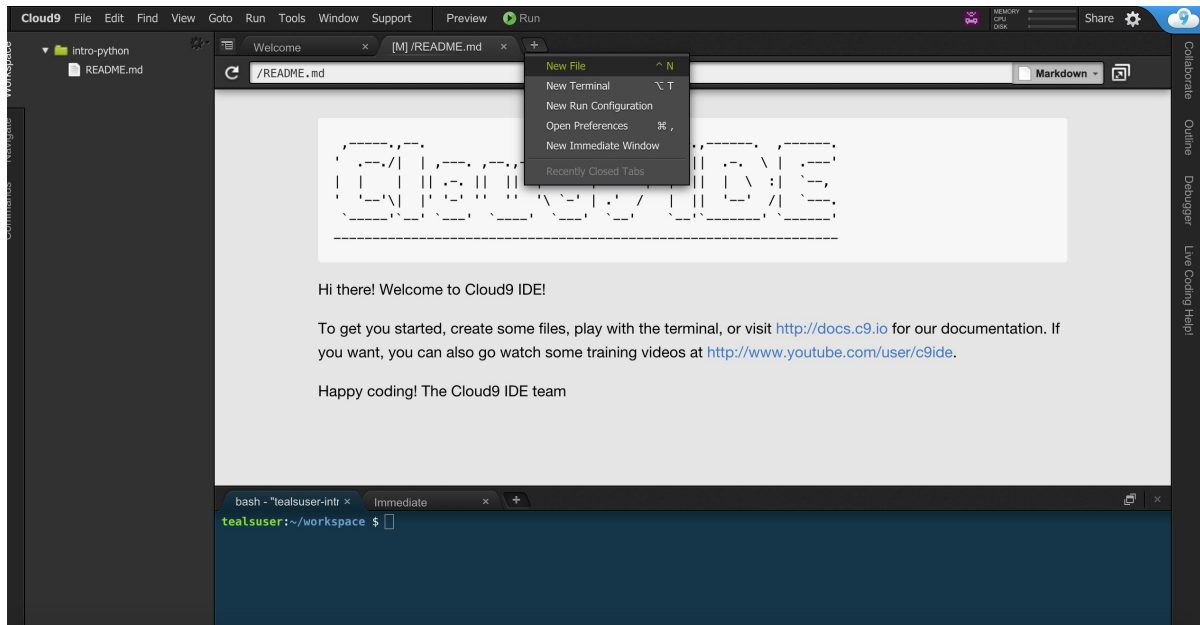 Cloud9 File Edit Find View Goto Run Tools Window Support Preview Run
MEMORY
CPU
DISK
Share
Workspace
Navigate
Commands
intro-python
README.md
Welcome × [M] /README.md × +
/README.md
Markdown
New File ^ N
New Terminal ⌥ T
New Run Configuration
Open Preferences ⌘ ,
New Immediate Window
Recently Closed Tabs
Hi there! Welcome to Cloud9 IDE!
To get you started, create some files, play with the terminal, or visit http://docs.c9.io for our documentation. If
you want, you can also go watch some training videos at http://www.youtube.com/user/c9ide.
Happy coding! The Cloud9 IDE team
bash - "tealsuser-intr × Immediate × +
tealsuser:~/workspace $
Collaborate
Outline
Debugger
Live Coding Help!